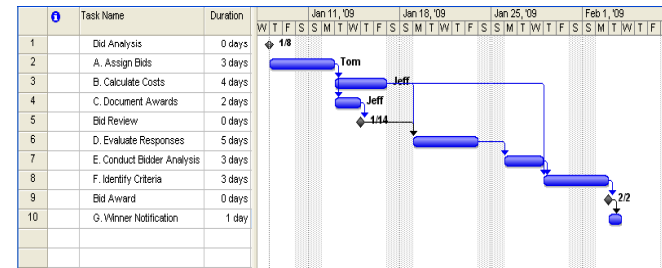 Task Name Duration Jan 11, '09 Jan 18, '09 Jan 25, '09 Feb 1, '09
W T F S S M T W T F S S M T W T F S S M T W T F S S M T W T
1 Did Analysis 0 days 1/8
2 A. Assign Bids 3 days Tom
3 B. Calculate Costs 4 days Jeff
4 C. Document Awards 2 days Jeff
5 Bid Review 0 days 1/14
6 D. Evaluate Responses 5 days
7 E. Conduct Bidder Analysis 3 days
8 F. Identify Criteria 3 days
9 Bid Award 0 days 2/2
10 G. Winner Notification 1 day